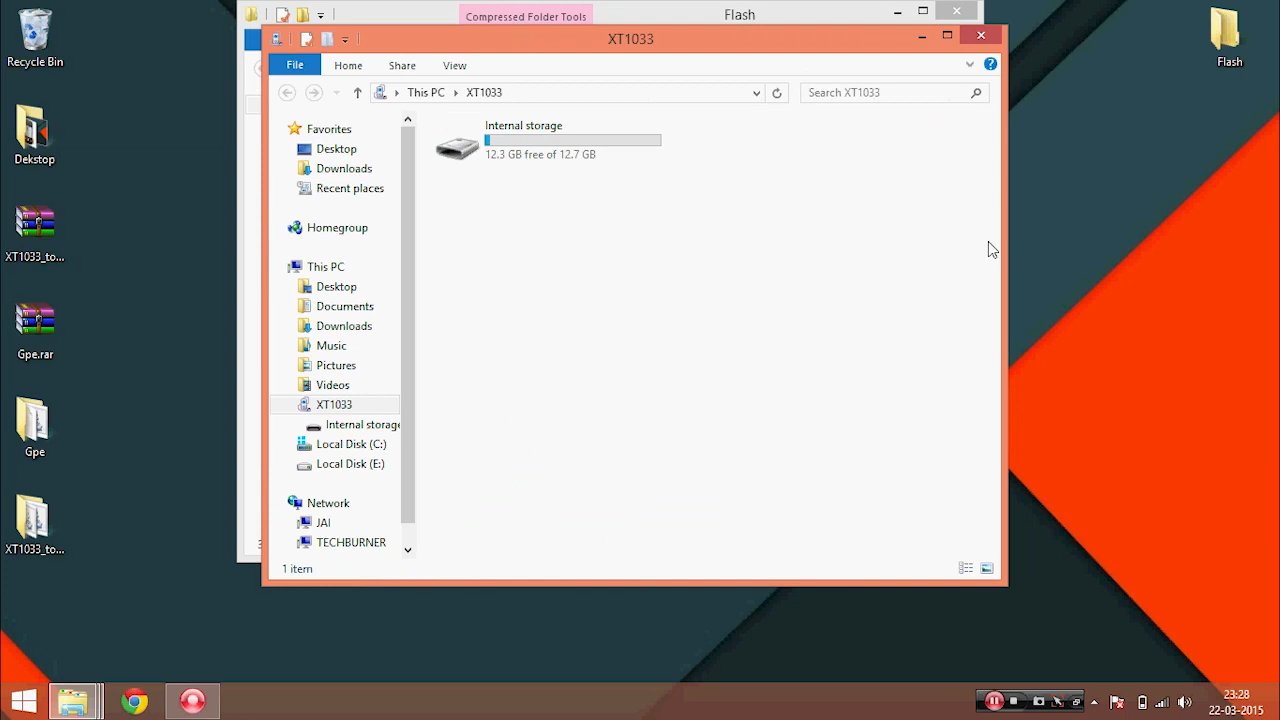 Recycle Bin
Dekstop
XT1033_to...
Gpe.rar
Gpe
XT1033_to...
Flash
Compressed Folder Tools
Flash
XT1033
File
Home
Share
View
This PC
XT1033
Search XT1033
Favorites
Desktop
Downloads
Recent places
Homegroup
This PC
Desktop
Documents
Downloads
Music
Pictures
Videos
XT1033
Internal storage
Local Disk (C:)
Local Disk (E:)
Network
JAI
TECHBURNER
Internal storage
12.3 GB free of 12.7 GB
1 item
23:28
22-03-2015